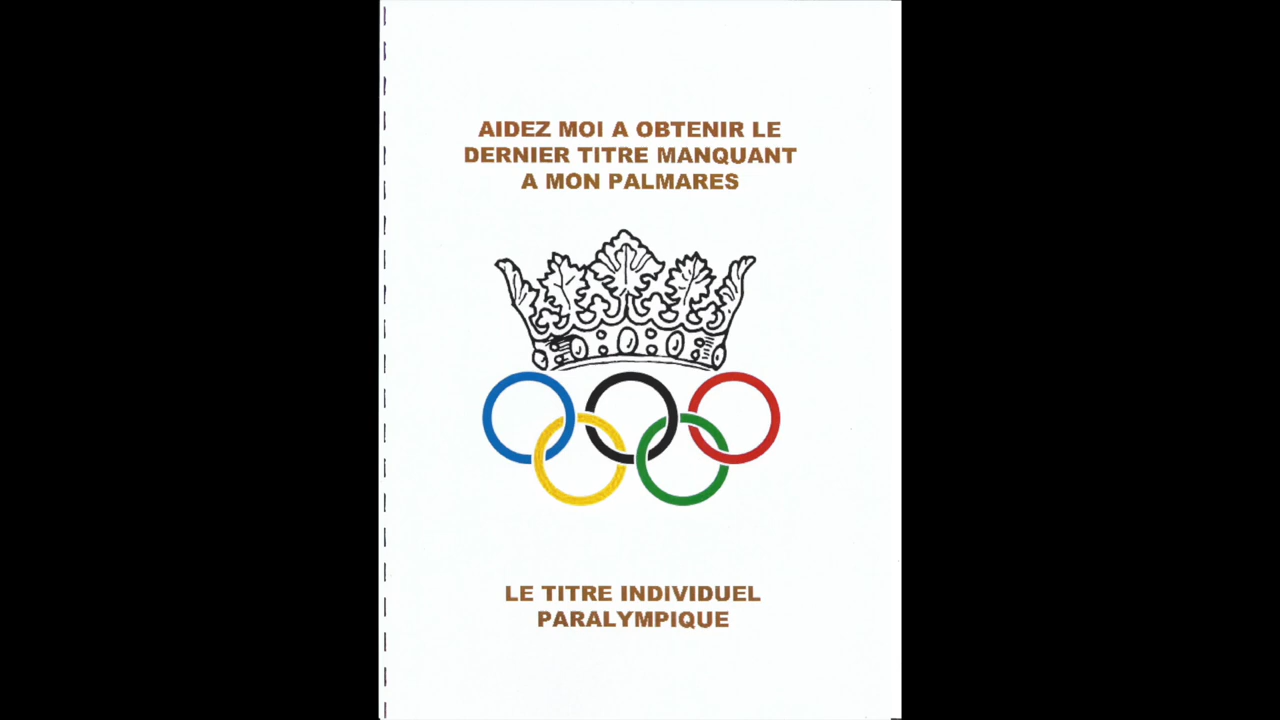 AIDEZ MOI A OBTENIR LE
DERNIER TITRE MANQUANT
A MON PALMARES
LE TITRE INDIVIDUEL
PARALYMPIQUE